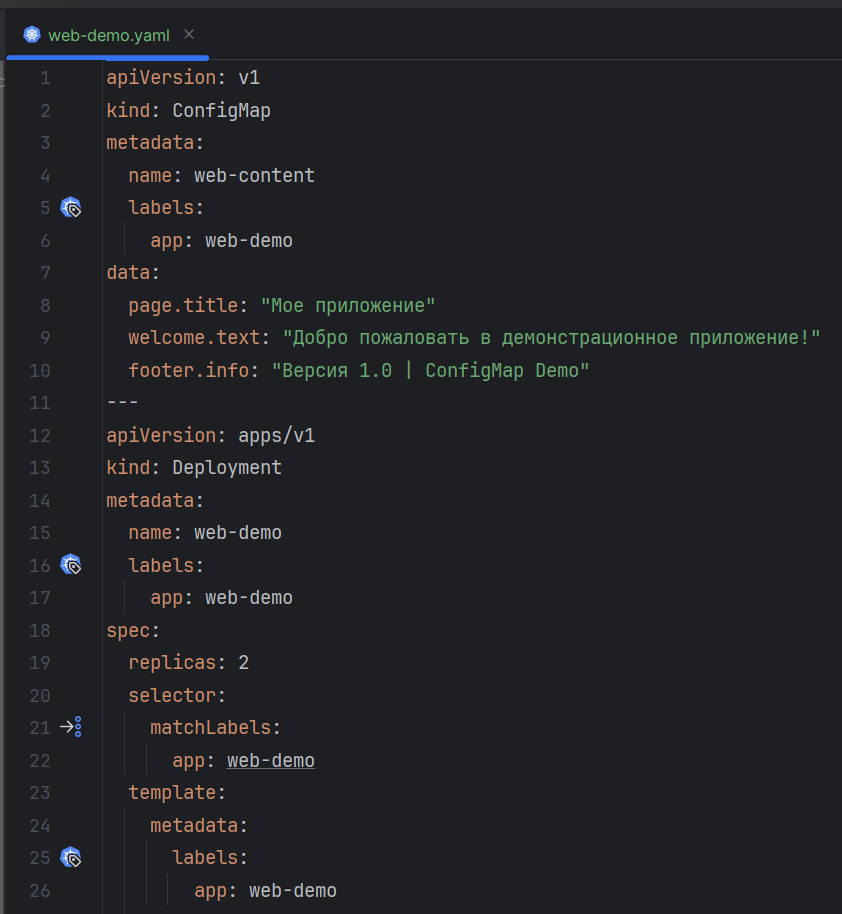 web-demo.yaml
1 apiVersion: v1
2 kind: ConfigMap
3 metadata:
4   name: web-content
5   labels:
6     app: web-demo
7 data:
8   page.title: "Мое приложение"
9   welcome.text: "Добро пожаловать в демонстрационное приложение!"
10   footer.info: "Версия 1.0 | ConfigMap Demo"
11 ---
12 apiVersion: apps/v1
13 kind: Deployment
14 metadata:
15   name: web-demo
16   labels:
17     app: web-demo
18 spec:
19   replicas: 2
20   selector:
21     matchLabels:
22       app: web-demo
23   template:
24     metadata:
25       labels:
26         app: web-demo